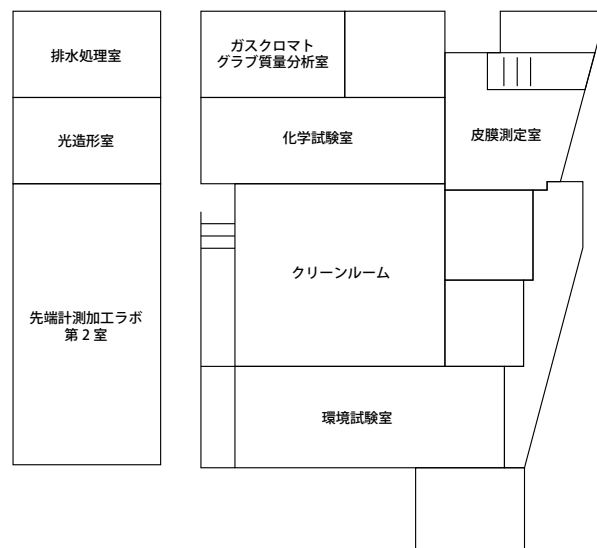 排水処理室
ガスクロマト
グラブ質量分析室
光造形室
化学試験室
皮膜測定室
クリーンルーム
先端計測加工ラボ
第２室
環境試験室